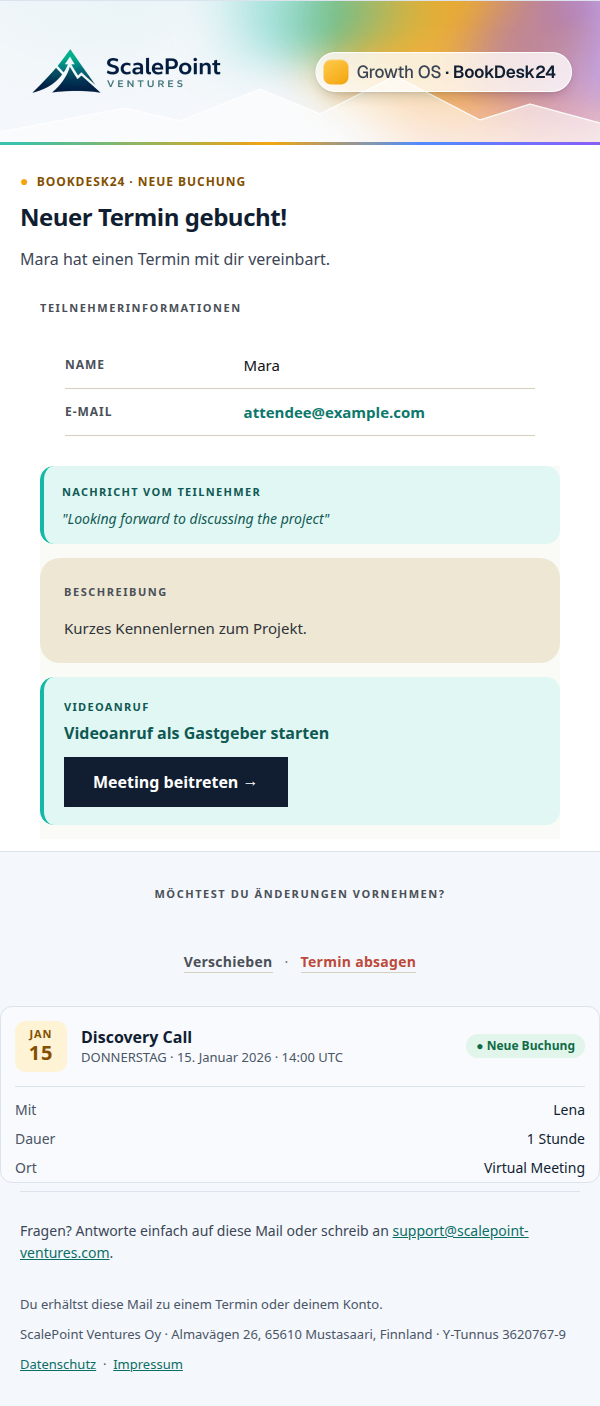 ScalePoint
VENTURES
Growth OS · BookDesk24
● BOOKDESK24 · NEUE BUCHUNG
Neuer Termin gebucht!
Mara hat einen Termin mit dir vereinbart.
TEILNEHMERINFORMATIONEN
NAME Mara
E-MAIL attendee@example.com
NACHRICHT VOM TEILNEHMER
"Looking forward to discussing the project"
BESCHREIBUNG
Kurzes Kennenlernen zum Projekt.
VIDEOANRUF
Videoanruf als Gastgeber starten
Meeting beitreten →
MÖCHTEST DU ÄNDERUNGEN VORNEHMEN?
Verschieben · Termin absagen
JAN
15
Discovery Call
DONNERSTAG · 15. Januar 2026 · 14:00 UTC
● Neue Buchung
Mit Lena
Dauer 1 Stunde
Ort Virtual Meeting
Fragen? Antworte einfach auf diese Mail oder schreib an support@scalepoint-
ventures.com.
Du erhältst diese Mail zu einem Termin oder deinem Konto.
ScalePoint Ventures Oy · Almavägen 26, 65610 Mustasaari, Finnland · Y-Tunnus 3620767-9
Datenschutz · Impressum